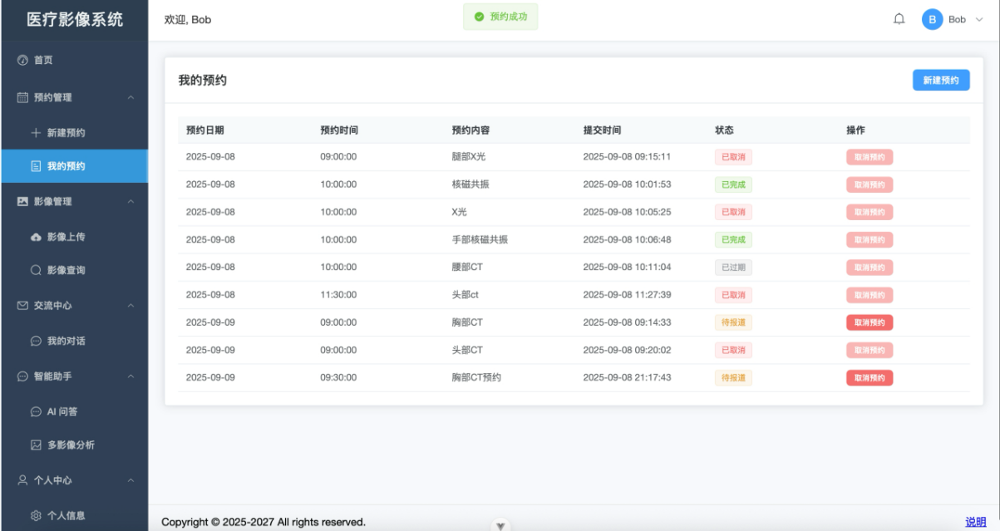 医疗影像系统
欢迎, Bob
预约成功
B Bob
首页
预约管理
新建预约
我的预约
影像管理
影像上传
影像查询
交流中心
我的对话
智能助手
AI 问答
多影像分析
个人中心
个人信息
我的预约
新建预约
预约日期 预约时间 预约内容 提交时间 状态 操作
2025-09-08 09:00:00 腿部X光 2025-09-08 09:15:11 已取消 取消预约
2025-09-08 10:00:00 核磁共振 2025-09-08 10:01:53 已完成 取消预约
2025-09-08 10:00:00 X光 2025-09-08 10:05:25 已取消 取消预约
2025-09-08 10:00:00 手部核磁共振 2025-09-08 10:06:48 已完成 取消预约
2025-09-08 10:00:00 腰部CT 2025-09-08 10:11:04 已过期 取消预约
2025-09-08 11:30:00 头部ct 2025-09-08 11:27:39 已取消 取消预约
2025-09-09 09:00:00 胸部CT 2025-09-08 09:14:33 待报道 取消预约
2025-09-09 09:00:00 头部CT 2025-09-08 09:20:02 已取消 取消预约
2025-09-09 09:30:00 胸部CT预约 2025-09-08 21:17:43 待报道 取消预约
Copyright © 2025-2027 All rights reserved.
说明